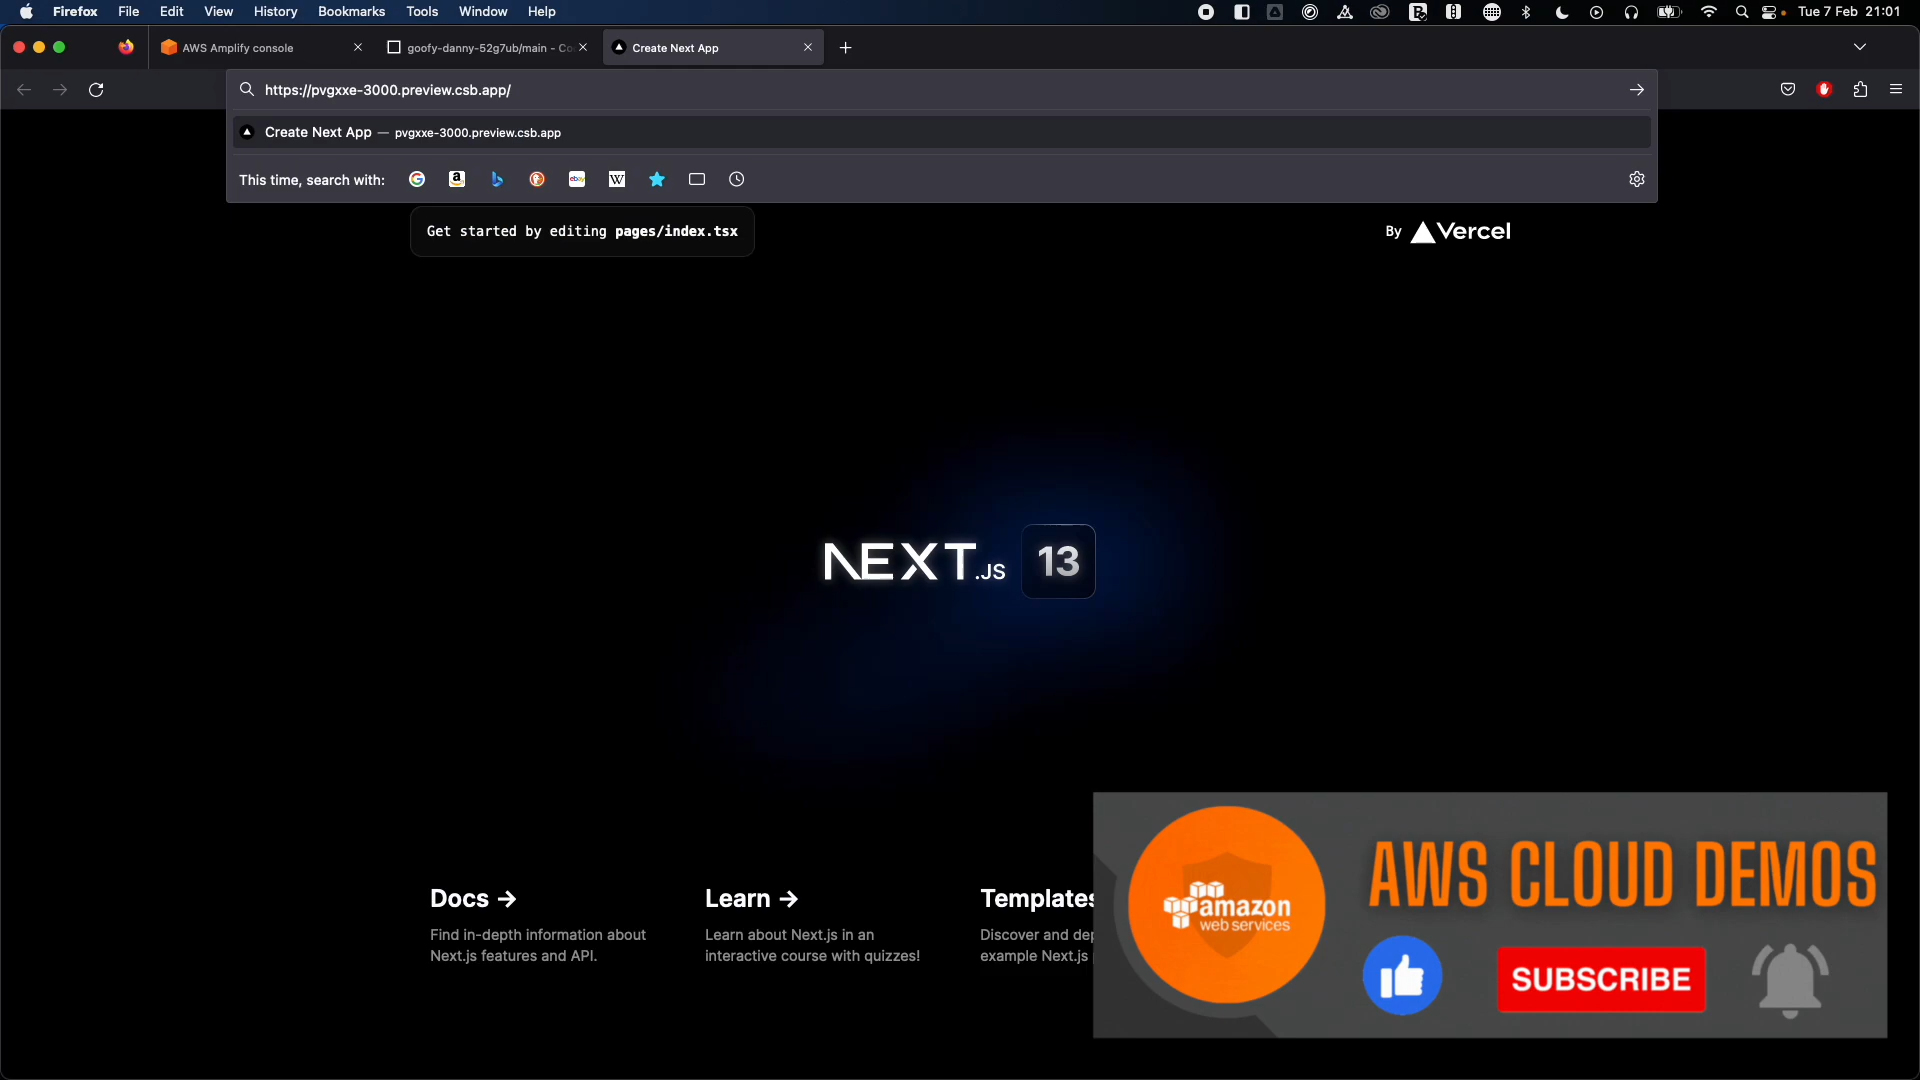 Firefox File Edit View History Bookmarks Tools Window Help Tue 7 Feb 21:01
AWS Amplify console goofy-danny-52g7ub/main - Co Create Next App
https://pvgxxe-3000.preview.csb.app/
Create Next App — pvgxxe-3000.preview.csb.app
This time, search with: G a ebay W
Get started by editing pages/index.tsx
By Vercel
NEXT.JS 13
Docs ->
Find in-depth information about
Next.js features and API.
Learn ->
Learn about Next.js in an
interactive course with quizzes!
Templates
Discover and dep
example Next.js
amazon
web services
AWS CLOUD DEMOS
SUBSCRIBE